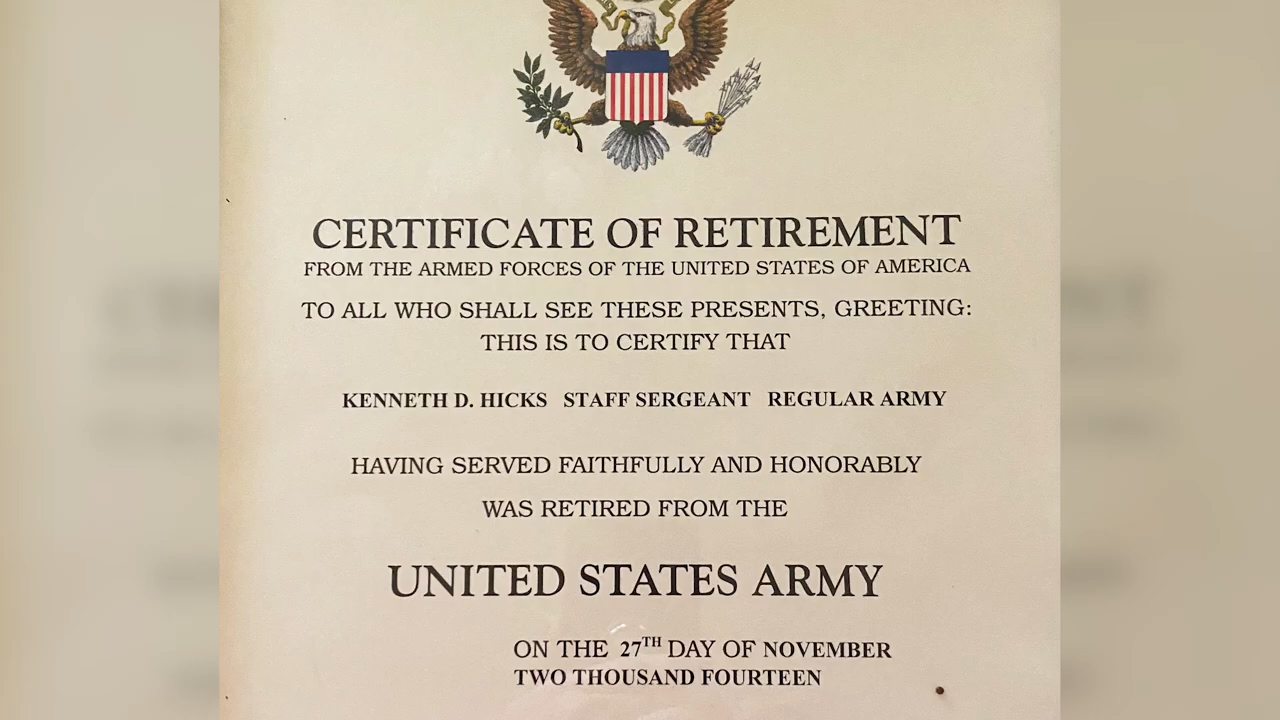 CERTIFICATE OF RETIREMENT
FROM THE ARMED FORCES OF THE UNITED STATES OF AMERICA
TO ALL WHO SHALL SEE THESE PRESENTS, GREETING:
THIS IS TO CERTIFY THAT
KENNETH D. HICKS STAFF SERGEANT REGULAR ARMY
HAVING SERVED FAITHFULLY AND HONORABLY
WAS RETIRED FROM THE
UNITED STATES ARMY
ON THE 27TH DAY OF NOVEMBER
TWO THOUSAND FOURTEEN